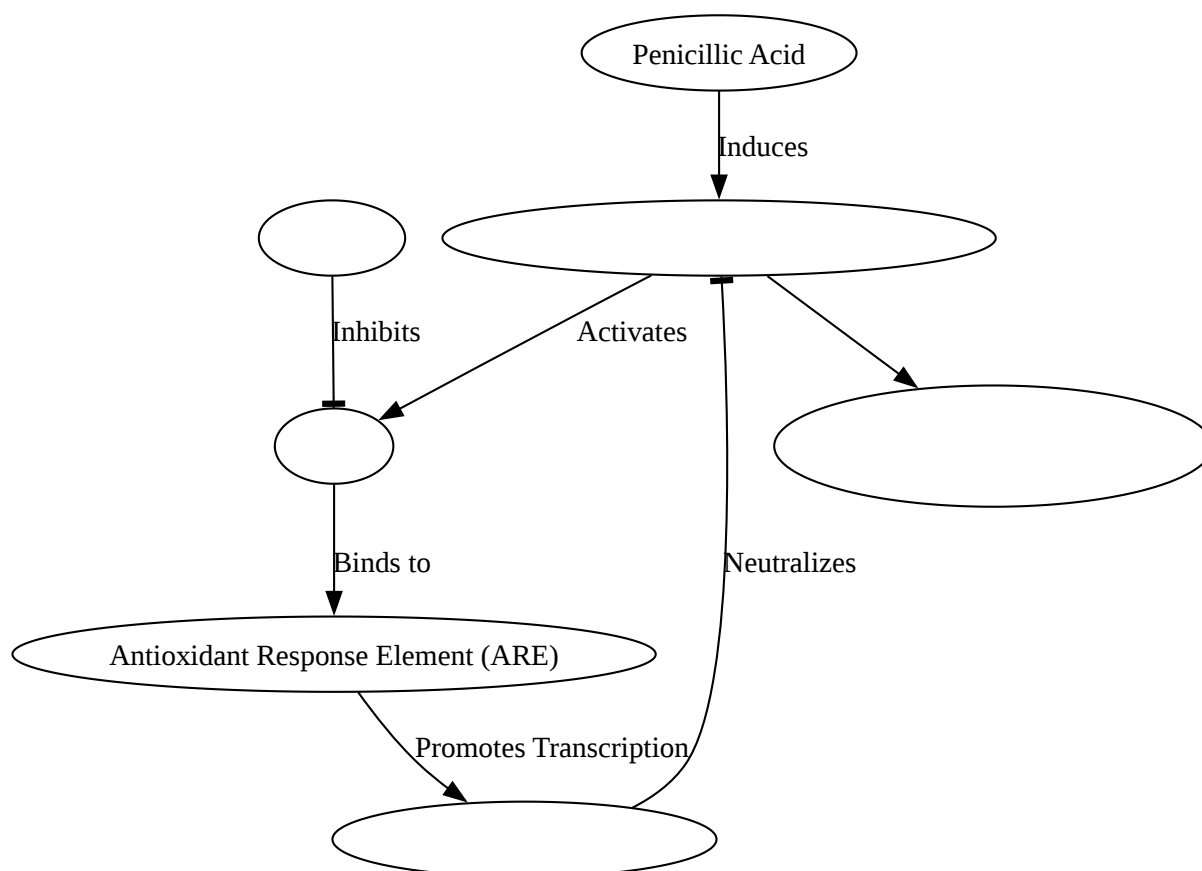 Penicillic Acid
Induces
Inhibits
Activates
Binds to
Neutralizes
Antioxidant Response Element (ARE)
Promotes Transcription